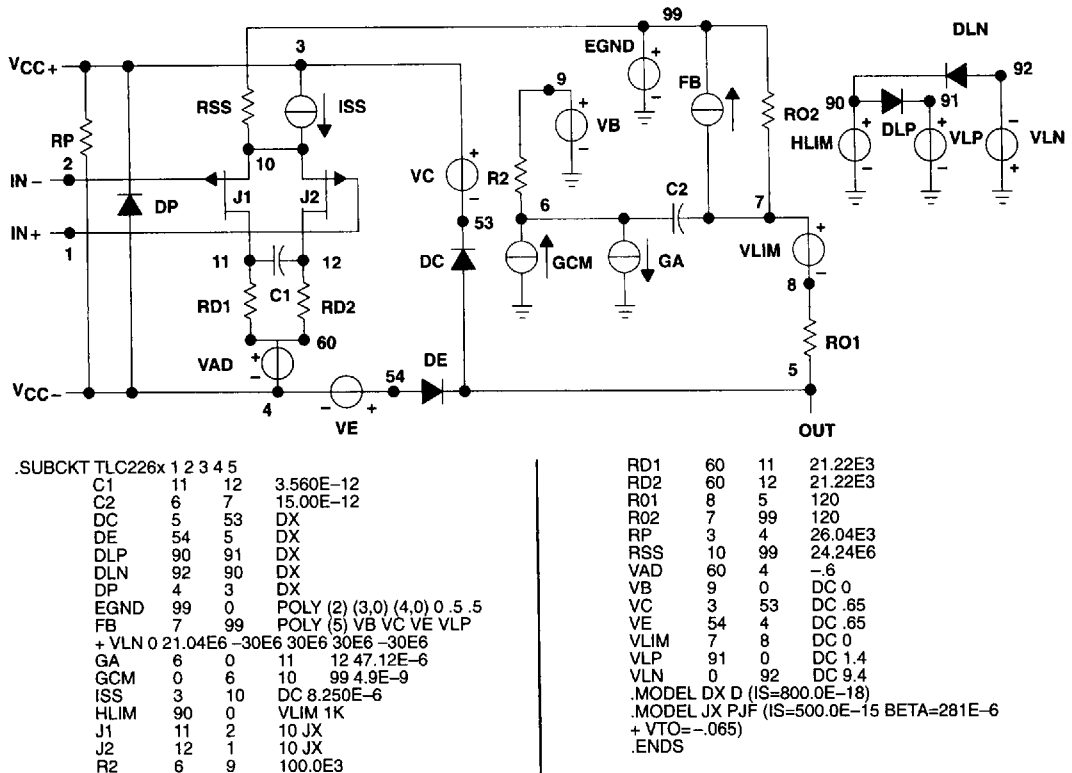 99
DLN
3
EGND
+
92
VCC+
9
FB
90
91
RSS
ISS
+
RO2
+
DLP
+
−
RP
VB
HLIM
VLP
VLN
2
10
+
−
−
−
−
+
IN−
VC
R2
C2
J1
J2
−
6
7
DP
53
+
IN+
GCM
GA
VLIM
1
11
12
DC
−
C1
8
RD1
RD2
60
RO1
VAD
+
DE
−
54
5
VCC−
4
−
+
VE
OUT
.SUBCKT TLC226x 1 2 3 4 5
C1 11 12 3.560E−12
C2 6 7 15.00E−12
DC 5 53 DX
DE 54 5 DX
DLP 90 91 DX
DLN 92 90 DX
DP 4 3 DX
EGND 99 0 POLY (2) (3,0) (4,0) 0 .5 .5
FB 7 99 POLY (5) VB VC VE VLP
+ VLN 0 21.04E6 −30E6 30E6 30E6 −30E6
GA 6 0 11 12 47.12E−6
GCM 0 6 10 99 4.9E−9
ISS 3 10 DC 8.250E−6
HLIM 90 0 VLIM 1K
J1 11 2 10 JX
J2 12 1 10 JX
R2 6 9 100.0E3
RD1 60 11 21.22E3
RD2 60 12 21.22E3
R01 8 5 120
R02 7 99 120
RP 3 4 26.04E3
RSS 10 99 24.24E6
VAD 60 4 −.6
VB 9 0 DC 0
VC 3 53 DC .65
VE 54 4 DC .65
VLIM 7 8 DC 0
VLP 91 0 DC 1.4
VLN 0 92 DC 9.4
.MODEL DX D (IS=800.0E−18)
.MODEL JX PJF (IS=500.0E−15 BETA=281E−6
+ VTO=−.065)
.ENDS